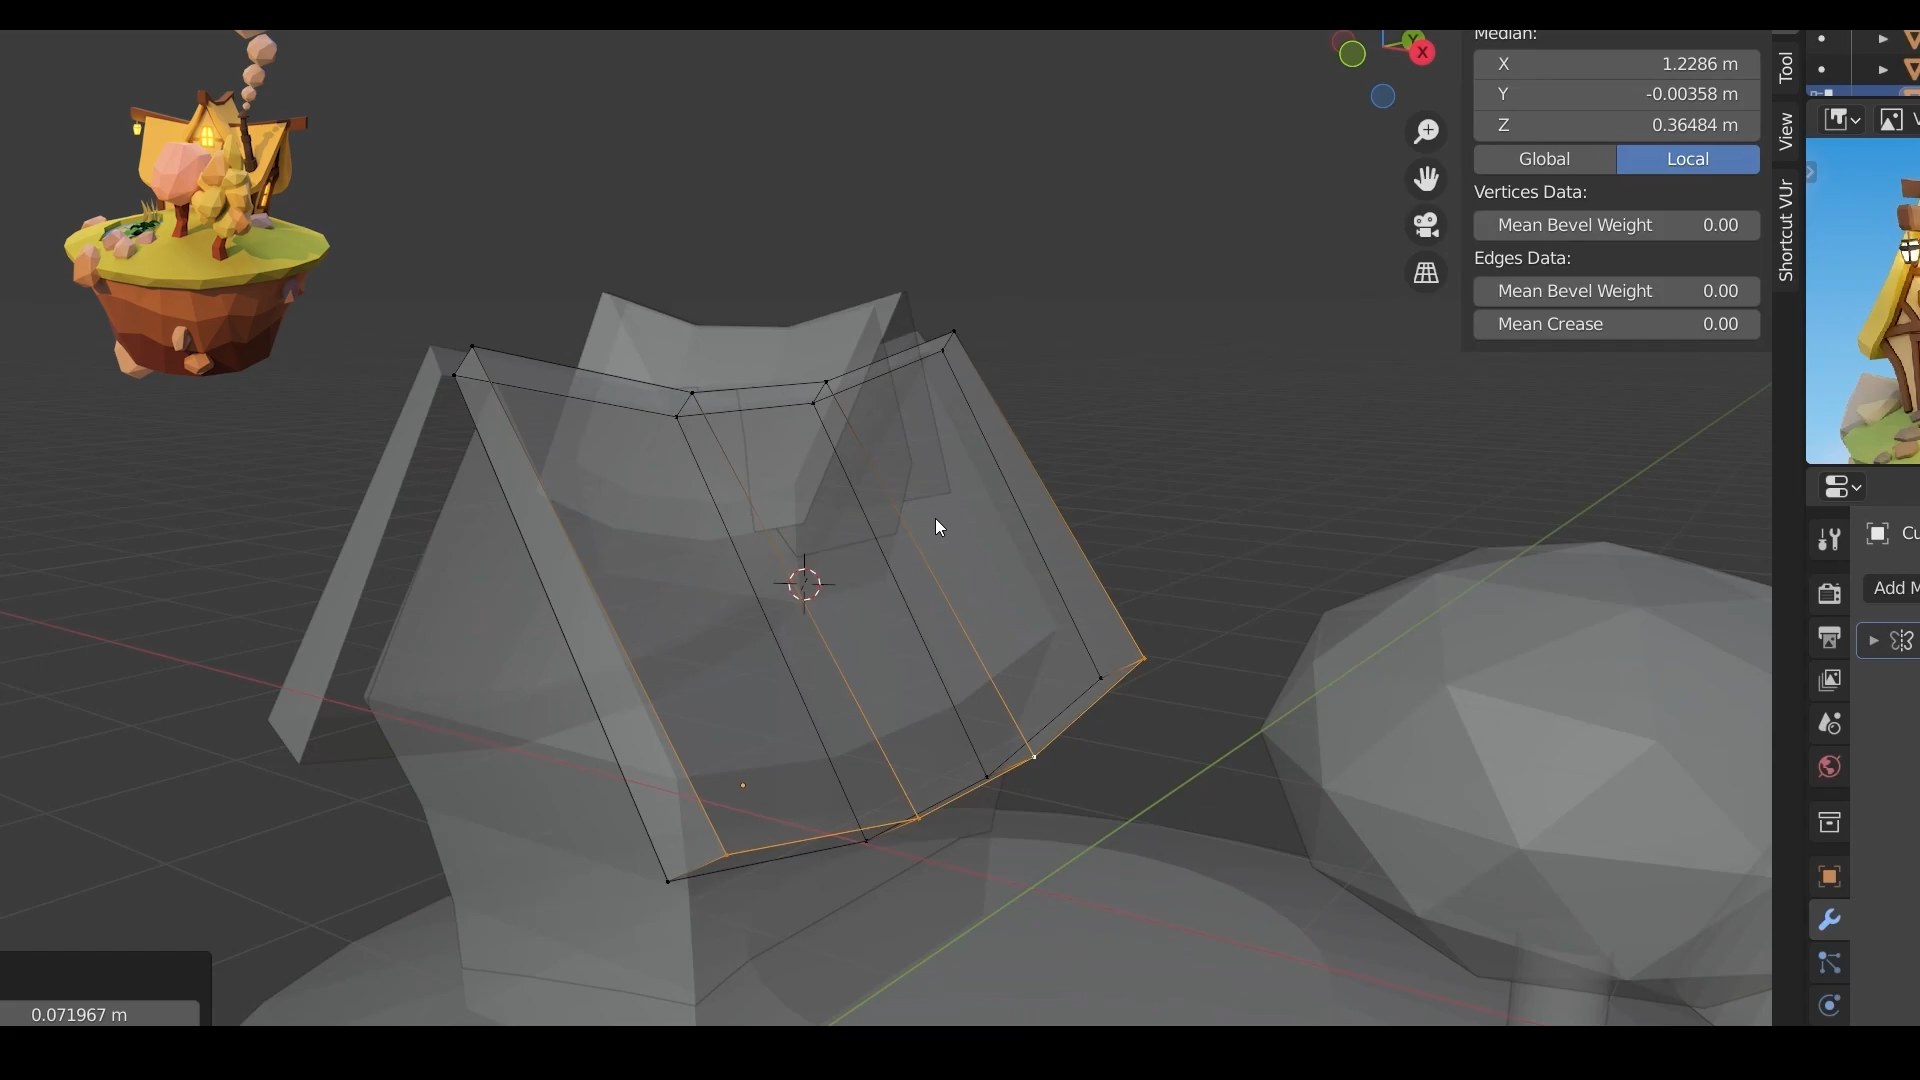 Median:
X 1.2286 m
Y -0.00358 m
Z 0.36484 m
Global Local
Vertices Data:
Mean Bevel Weight 0.00
Edges Data:
Mean Bevel Weight 0.00
Mean Crease 0.00
Y
X
Tool
View
Shortcut VUr
V
Cu
Add M
0.071967 m